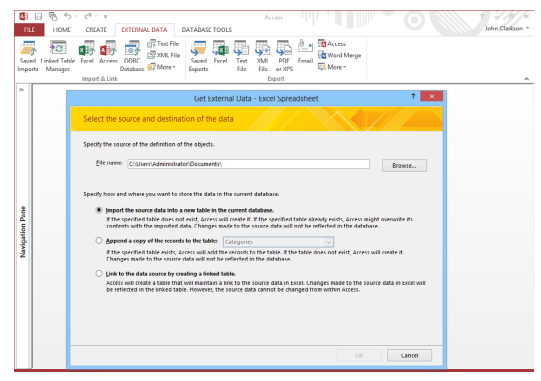 Access
John Clarkson
FILE HOME CREATE EXTERNAL DATA DATABASE TOOLS
Saved Imports
Linked Table Manager
Excel
Access
ODBC Database
Text File
XML File
More
Saved Exports
Excel
Text File
XML File
PDF or XPS
Email
Access
Word Merge
More
Import & Link
Export
Navigation Pane
Get External Data - Excel Spreadsheet
Select the source and destination of the data
Specify the source of the definition of the objects.
File name: C:\Users\Administrator\Documents\
Browse...
Specify how and where you want to store the data in the current database.
Import the source data into a new table in the current database.
If the specified table does not exist, Access will create it. If the specified table already exists, Access might overwrite its
contents with the imported data. Changes made to the source data will not be reflected in the database.
Append a copy of the records to the table: Categories
If the specified table exists, Access will add the records to the table. If the table does not exist, Access will create it.
Changes made to the source data will not be reflected in the database.
Link to the data source by creating a linked table.
Access will create a table that will maintain a link to the source data in Excel. Changes made to the source data in Excel will
be reflected in the linked table. However, the source data cannot be changed from within Access.
OK Cancel